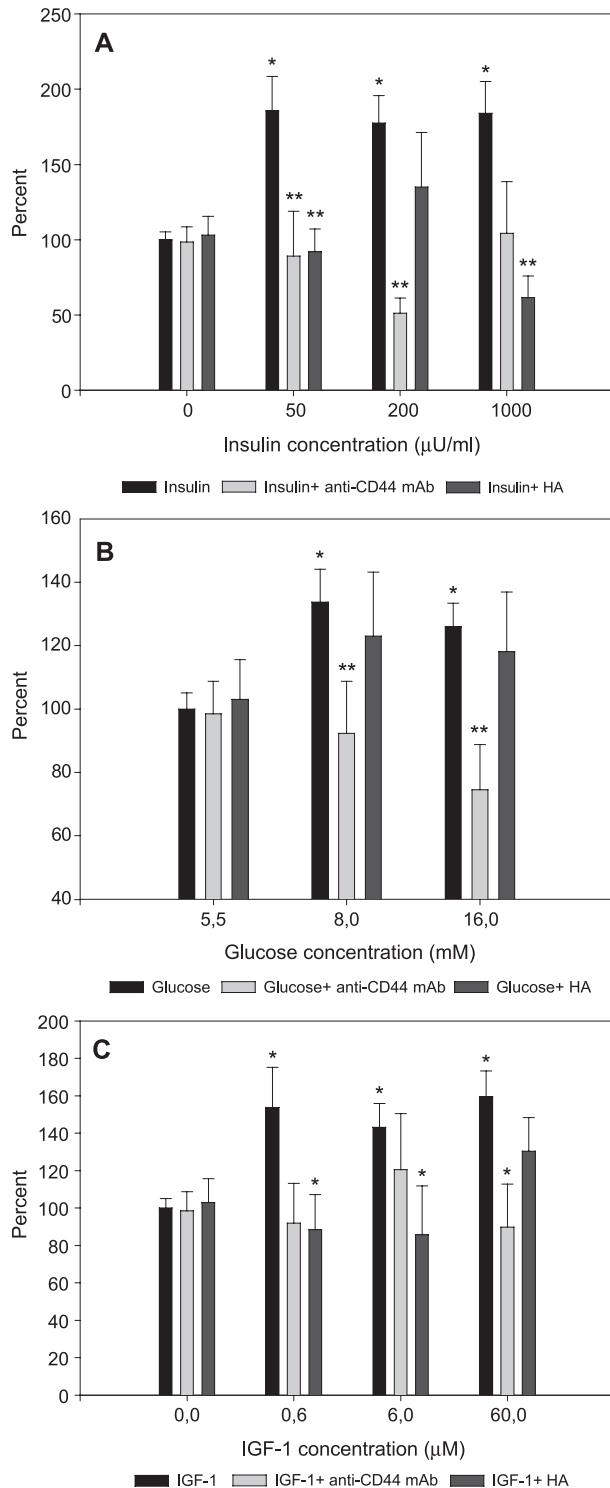 250
A
200
150
100
50
0
Percent
*
*
*
**
**
**
**
0 50 200 1000
Insulin concentration (μU/ml)
Insulin Insulin+ anti-CD44 mAb Insulin+ HA
160
B
140
120
100
80
60
40
Percent
*
*
**
**
5,5 8,0 16,0
Glucose concentration (mM)
Glucose Glucose+ anti-CD44 mAb Glucose+ HA
200
C
180
160
140
120
100
80
60
40
20
0
Percent
*
*
*
*
*
*
0,0 0,6 6,0 60,0
IGF-1 concentration (μM)
IGF-1 IGF-1+ anti-CD44 mAb IGF-1+ HA